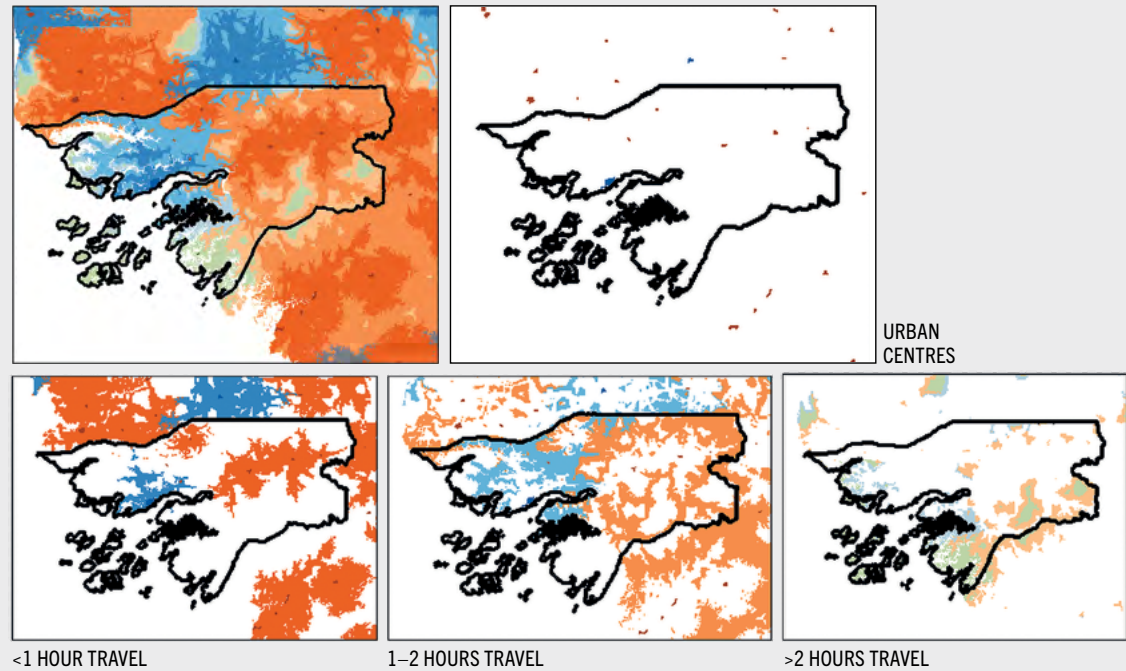 URBAN
CENTRES
<1 HOUR TRAVEL
1–2 HOURS TRAVEL
>2 HOURS TRAVEL